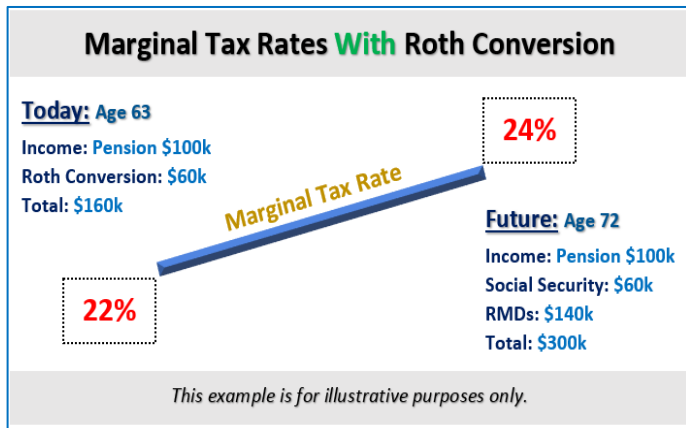 Marginal Tax Rates With Roth Conversion
Today: Age 63
Income: Pension $100k
Roth Conversion: $60k
Total: $160k
24%
Marginal Tax Rate
22%
Future: Age 72
Income: Pension $100k
Social Security: $60k
RMDs: $140k
Total: $300k
This example is for illustrative purposes only.